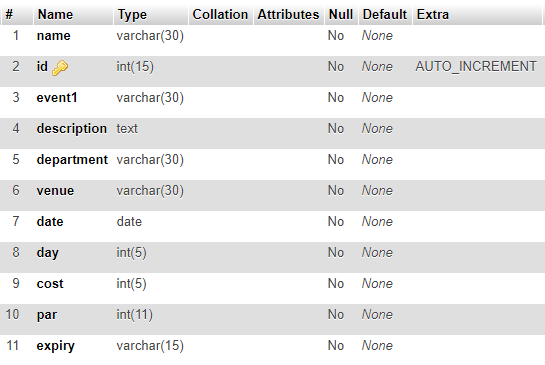 # Name Type Collation Attributes Null Default Extra
1 name varchar(30) No None
2 id int(15) No None AUTO_INCREMENT
3 event1 varchar(30) No None
4 description text No None
5 department varchar(30) No None
6 venue varchar(30) No None
7 date date No None
8 day int(5) No None
9 cost int(5) No None
10 par int(11) No None
11 expiry varchar(15) No None